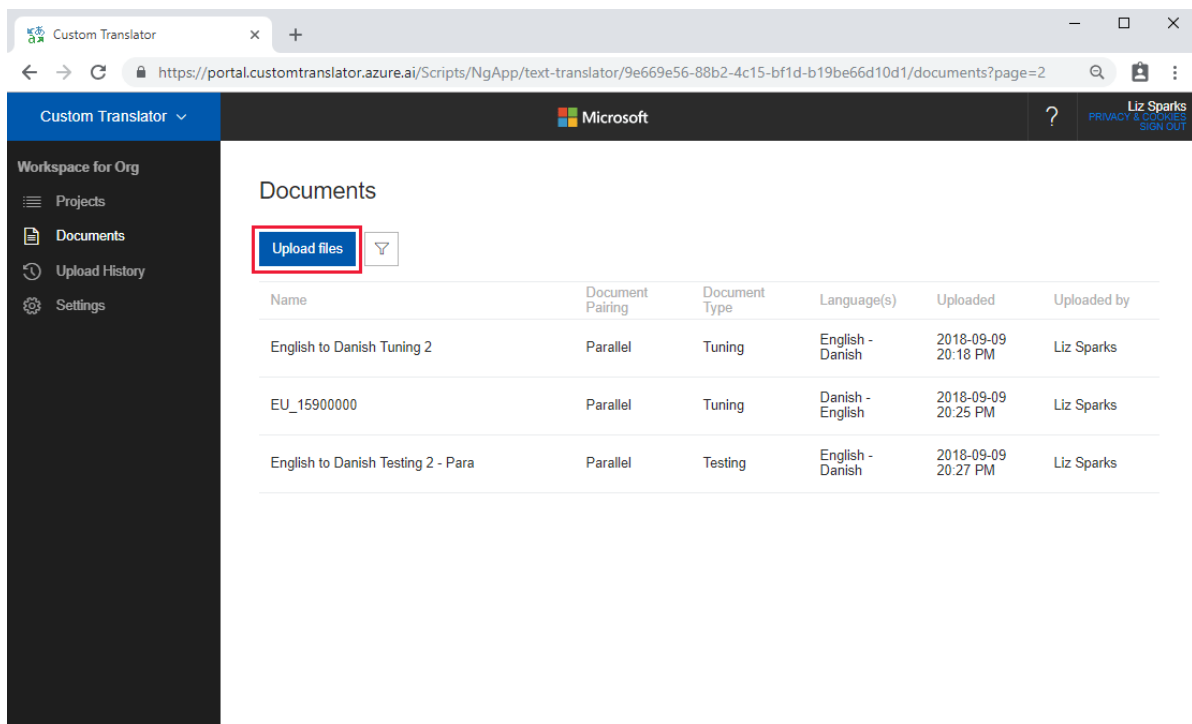 Custom Translator
https://portal.customtranslator.azure.ai/Scripts/NgApp/text-translator/9e669e56-88b2-4c15-bf1d-b19be66d10d1/documents?page=2
Custom Translator
Microsoft
?
Liz Sparks
PRIVACY & COOKIES
SIGN OUT
Workspace for Org
Projects
Documents
Upload History
Settings
Documents
Upload files
Name Document Pairing Document Type Language(s) Uploaded Uploaded by
English to Danish Tuning 2 Parallel Tuning English - Danish 2018-09-09 20:18 PM Liz Sparks
EU_15900000 Parallel Tuning Danish - English 2018-09-09 20:25 PM Liz Sparks
English to Danish Testing 2 - Para Parallel Testing English - Danish 2018-09-09 20:27 PM Liz Sparks